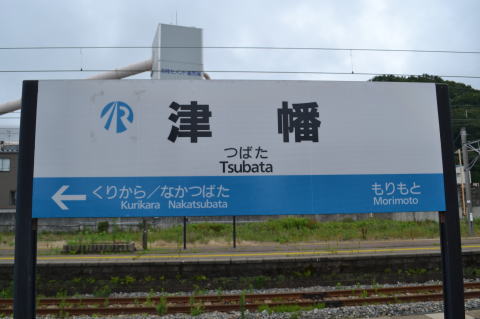 津幡
つばた
Tsubata
くりから／なかつばた
Kurikara Nakatsubata
もりもと
Morimoto